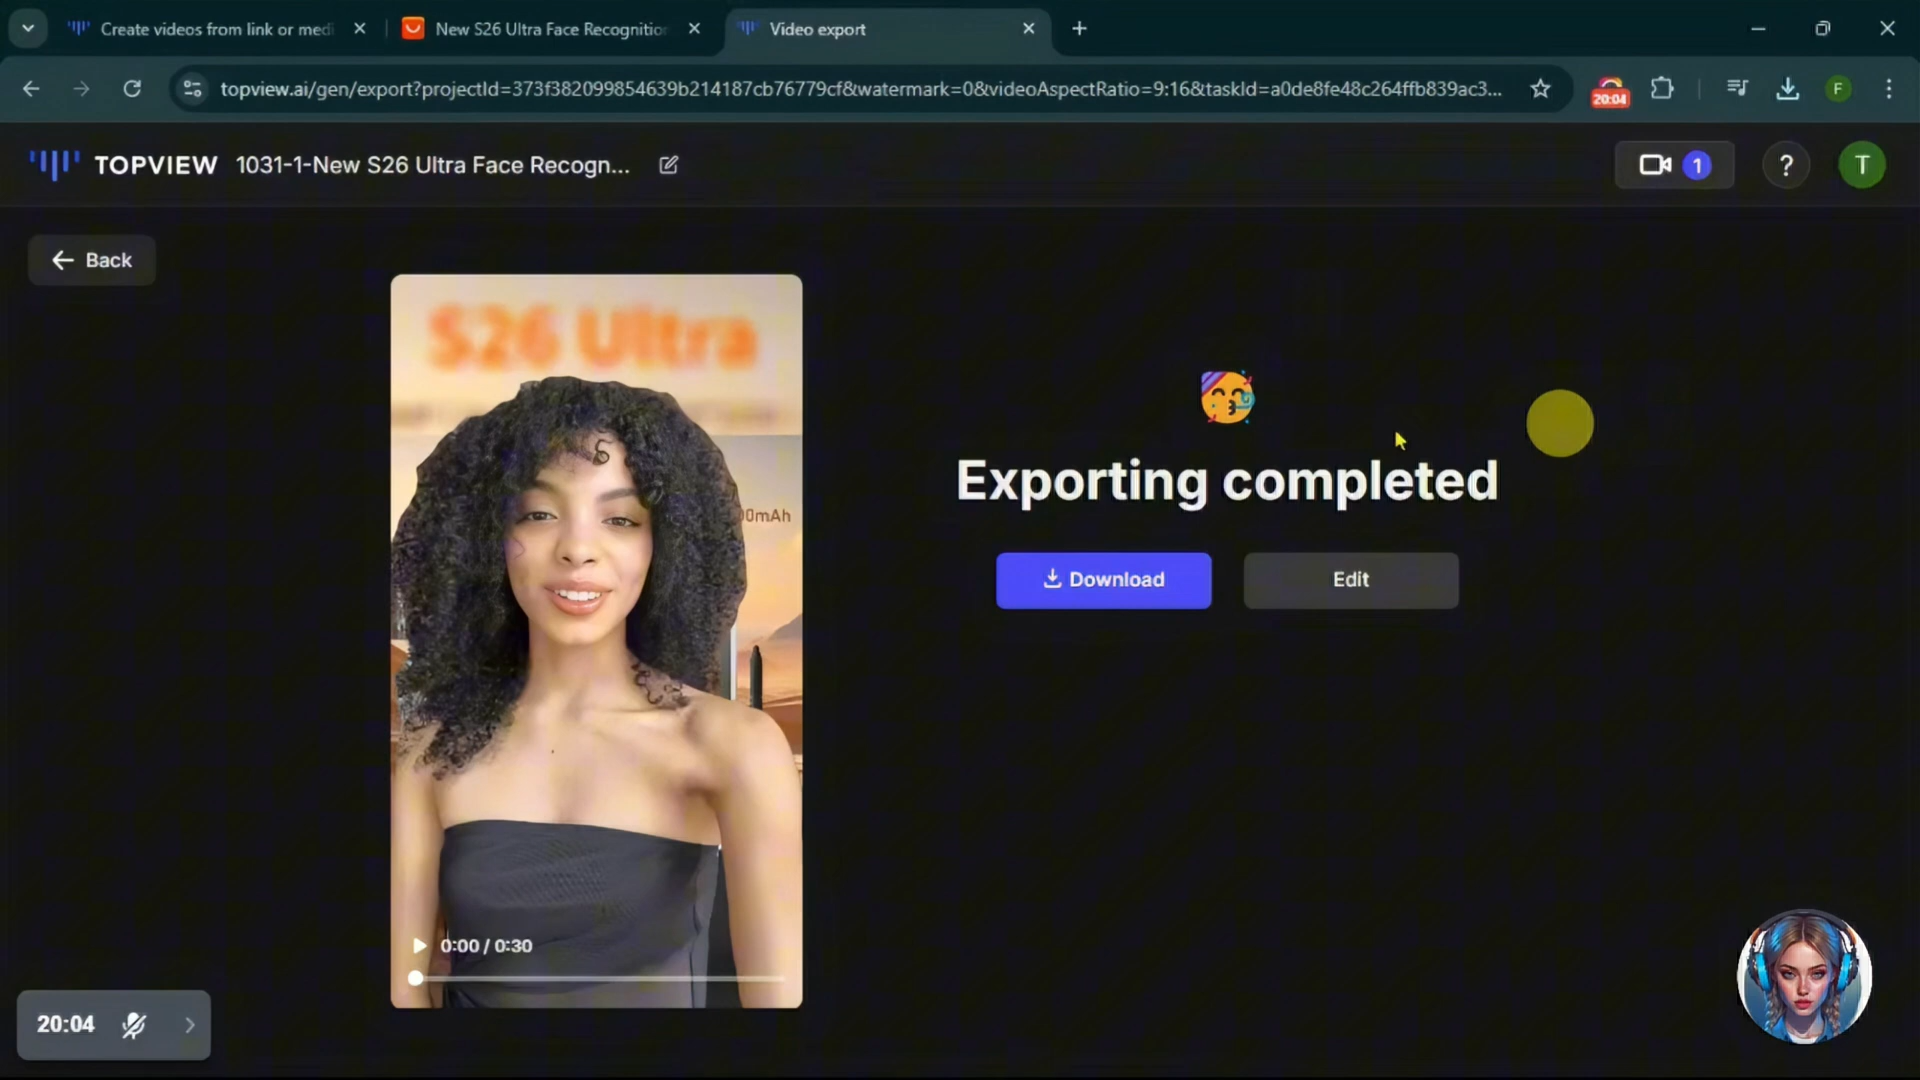 Create videos from link or medi
New S26 Ultra Face Recognition
Video export
topview.ai/gen/export?projectId=373f382099854639b214187cb76779cf&watermark=0&videoAspectRatio=9:16&taskId=a0de8fe48c264ffb839ac3...
20:04
F
TOPVIEW
1031-1-New S26 Ultra Face Recogn...
1
?
T
Back
S26 Ultra
00mAh
Exporting completed
Download
Edit
0:00 / 0:30
20:04